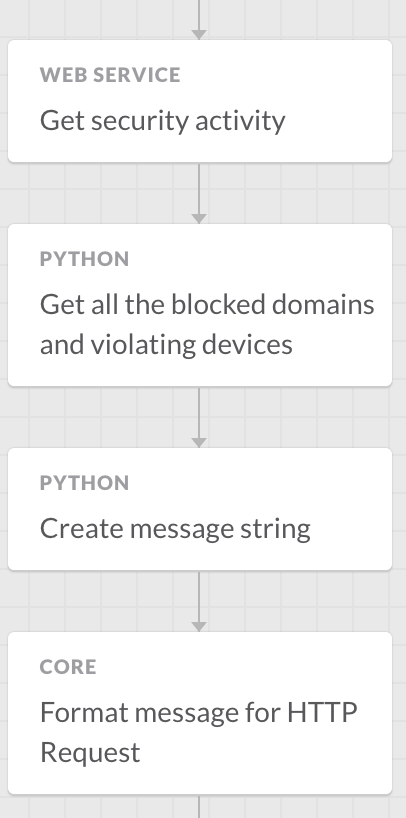 WEB SERVICE
Get security activity
PYTHON
Get all the blocked domains
and violating devices
PYTHON
Create message string
CORE
Format message for HTTP
Request